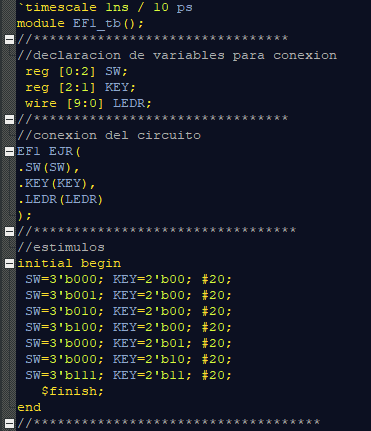 `timescale 1ns / 10 ps
module EF1_tb();
//********************************
//declaracion de variables para conexion
reg [0:2] SW;
reg [2:1] KEY;
wire [9:0] LEDR;
//********************************
//conexion del circuito
EF1 EJR(
.SW(SW),
.KEY(KEY),
.LEDR(LEDR)
);
//*********************************
//estimulos
initial begin
SW=3'b000; KEY=2'b00; #20;
SW=3'b001; KEY=2'b00; #20;
SW=3'b010; KEY=2'b00; #20;
SW=3'b100; KEY=2'b00; #20;
SW=3'b000; KEY=2'b01; #20;
SW=3'b000; KEY=2'b10; #20;
SW=3'b111; KEY=2'b11; #20;
$finish;
end
//************************************